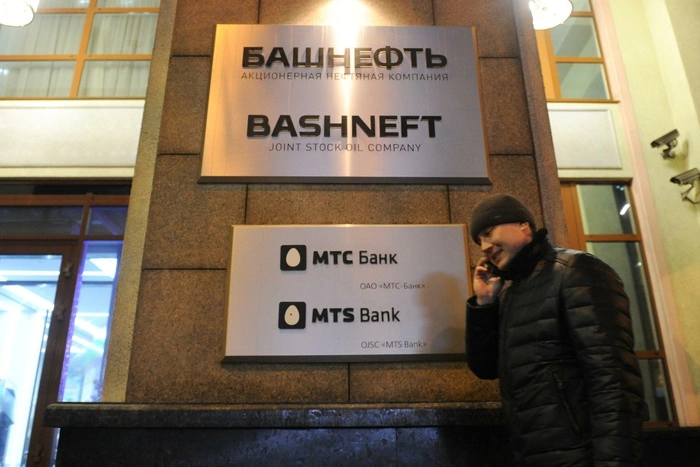 БАШНЕФТЬ
АКЦИОНЕРНАЯ НЕФТЯНАЯ КОМПАНИЯ
BASHNEFT
JOINT STOCK OIL COMPANY
МТС Банк
ОАО «МТС-Банк»
MTS Bank
OJSC «MTS Bank»